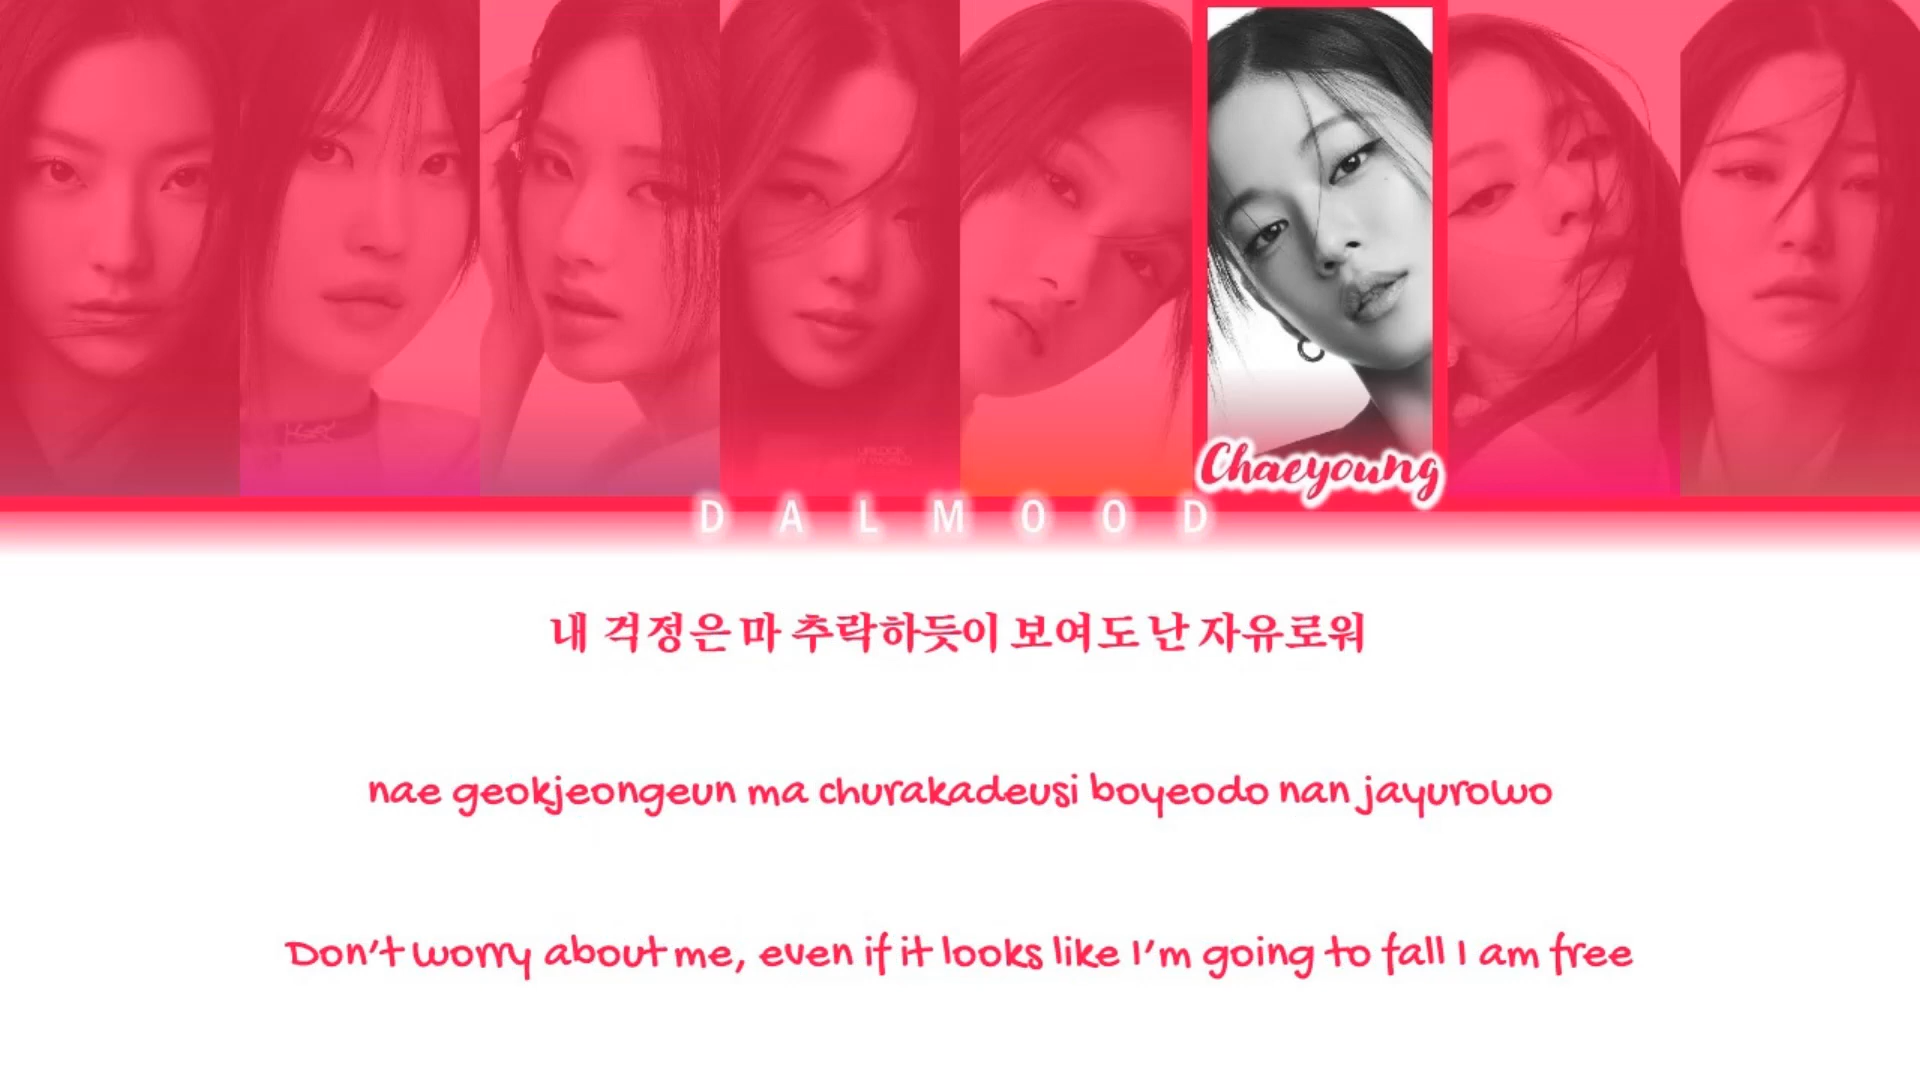 Chaeyoung
DALMOOD
내 걱정은 마 추락하듯이 보여도 난 자유로워
nae geokjeongeun ma churakadeusi boyeodo nan jayurowo
Don't worry about me, even if it looks like I'm going to fall I am free